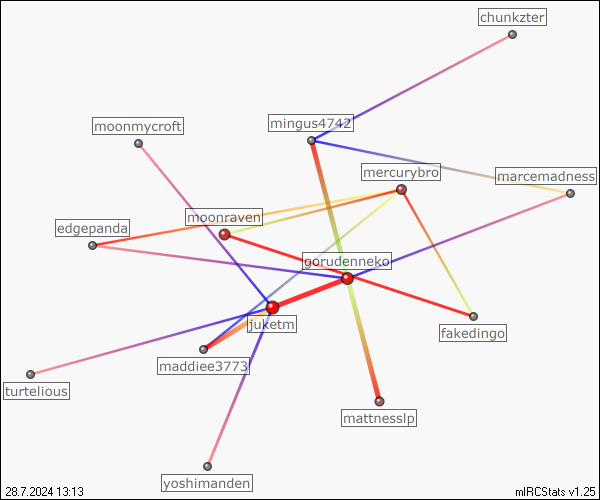 chunkzter
mingus4742
moonmycroft
mercurybro
marcemadness
moonraven
edgepanda
gorudenneko
juketm
fakedingo
maddiee3773
turtelious
mattnesslp
yoshimanden
28.7.2024 13:13
mIRCStats v1.25